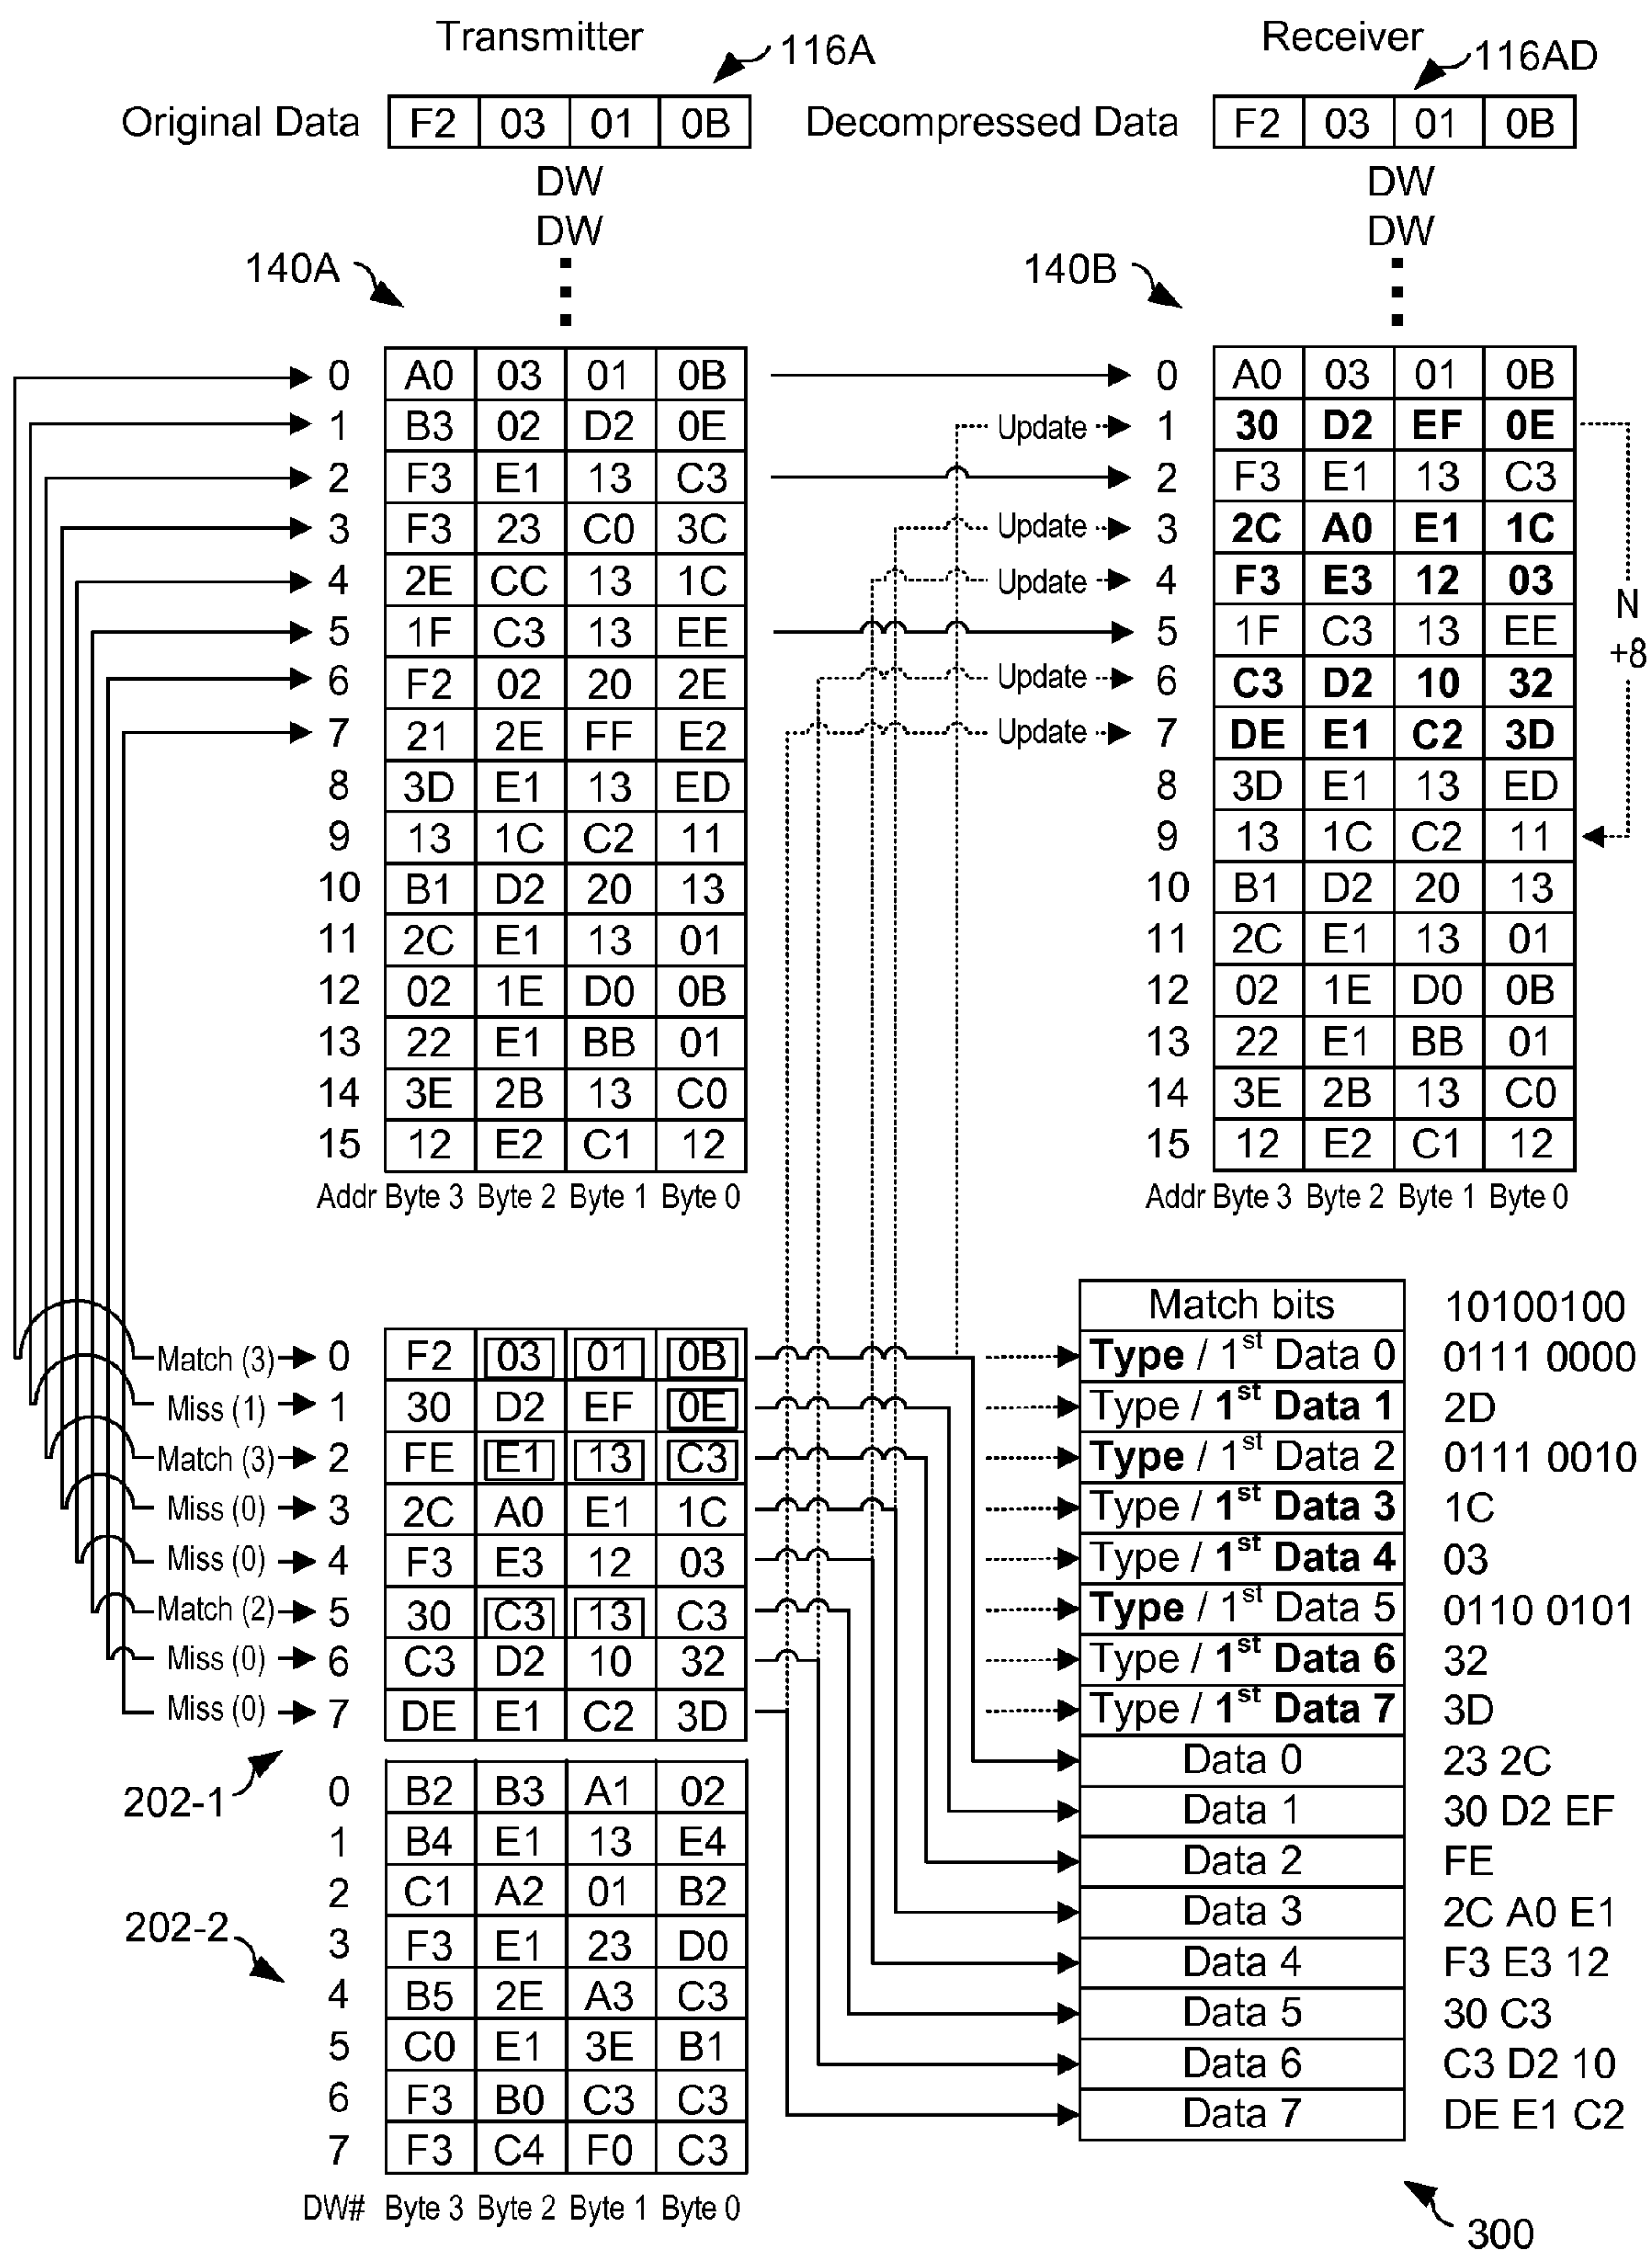 Transmitter
Receiver
116A
116AD
Original Data F2 03 01 0B
Decompressed Data F2 03 01 0B
DW
DW
DW
DW
140A
140B
0 A0 03 01 0B
1 B3 02 D2 0E
2 F3 E1 13 C3
3 F3 23 C0 3C
4 2E CC 13 1C
5 1F C3 13 EE
6 F2 02 20 2E
7 21 2E FF E2
8 3D E1 13 ED
9 13 1C C2 11
10 B1 D2 20 13
11 2C E1 13 01
12 02 1E D0 0B
13 22 E1 BB 01
14 3E 2B 13 C0
15 12 E2 C1 12
Addr Byte 3 Byte 2 Byte 1 Byte 0
0 A0 03 01 0B
Update 1 30 D2 EF 0E
2 F3 E1 13 C3
Update 3 2C A0 E1 1C
Update 4 F3 E3 12 03
5 1F C3 13 EE
Update 6 C3 D2 10 32
Update 7 DE E1 C2 3D
8 3D E1 13 ED
9 13 1C C2 11
10 B1 D2 20 13
11 2C E1 13 01
12 02 1E D0 0B
13 22 E1 BB 01
14 3E 2B 13 C0
15 12 E2 C1 12
Addr Byte 3 Byte 2 Byte 1 Byte 0
N
+8
Match (3) 0 F2 03 01 0B
Miss (1) 1 30 D2 EF 0E
Match (3) 2 FE E1 13 C3
Miss (0) 3 2C A0 E1 1C
Miss (0) 4 F3 E3 12 03
Match (2) 5 30 C3 13 C3
Miss (0) 6 C3 D2 10 32
Miss (0) 7 DE E1 C2 3D
202-1
0 B2 B3 A1 02
1 B4 E1 13 E4
2 C1 A2 01 B2
3 F3 E1 23 D0
4 B5 2E A3 C3
5 C0 E1 3E B1
6 F3 B0 C3 C3
7 F3 C4 F0 C3
DW# Byte 3 Byte 2 Byte 1 Byte 0
202-2
Match bits 10100100
Type / 1st Data 0 0111 0000
Type / 1st Data 1 2D
Type / 1st Data 2 0111 0010
Type / 1st Data 3 1C
Type / 1st Data 4 03
Type / 1st Data 5 0110 0101
Type / 1st Data 6 32
Type / 1st Data 7 3D
Data 0 23 2C
Data 1 30 D2 EF
Data 2 FE
Data 3 2C A0 E1
Data 4 F3 E3 12
Data 5 30 C3
Data 6 C3 D2 10
Data 7 DE E1 C2
300